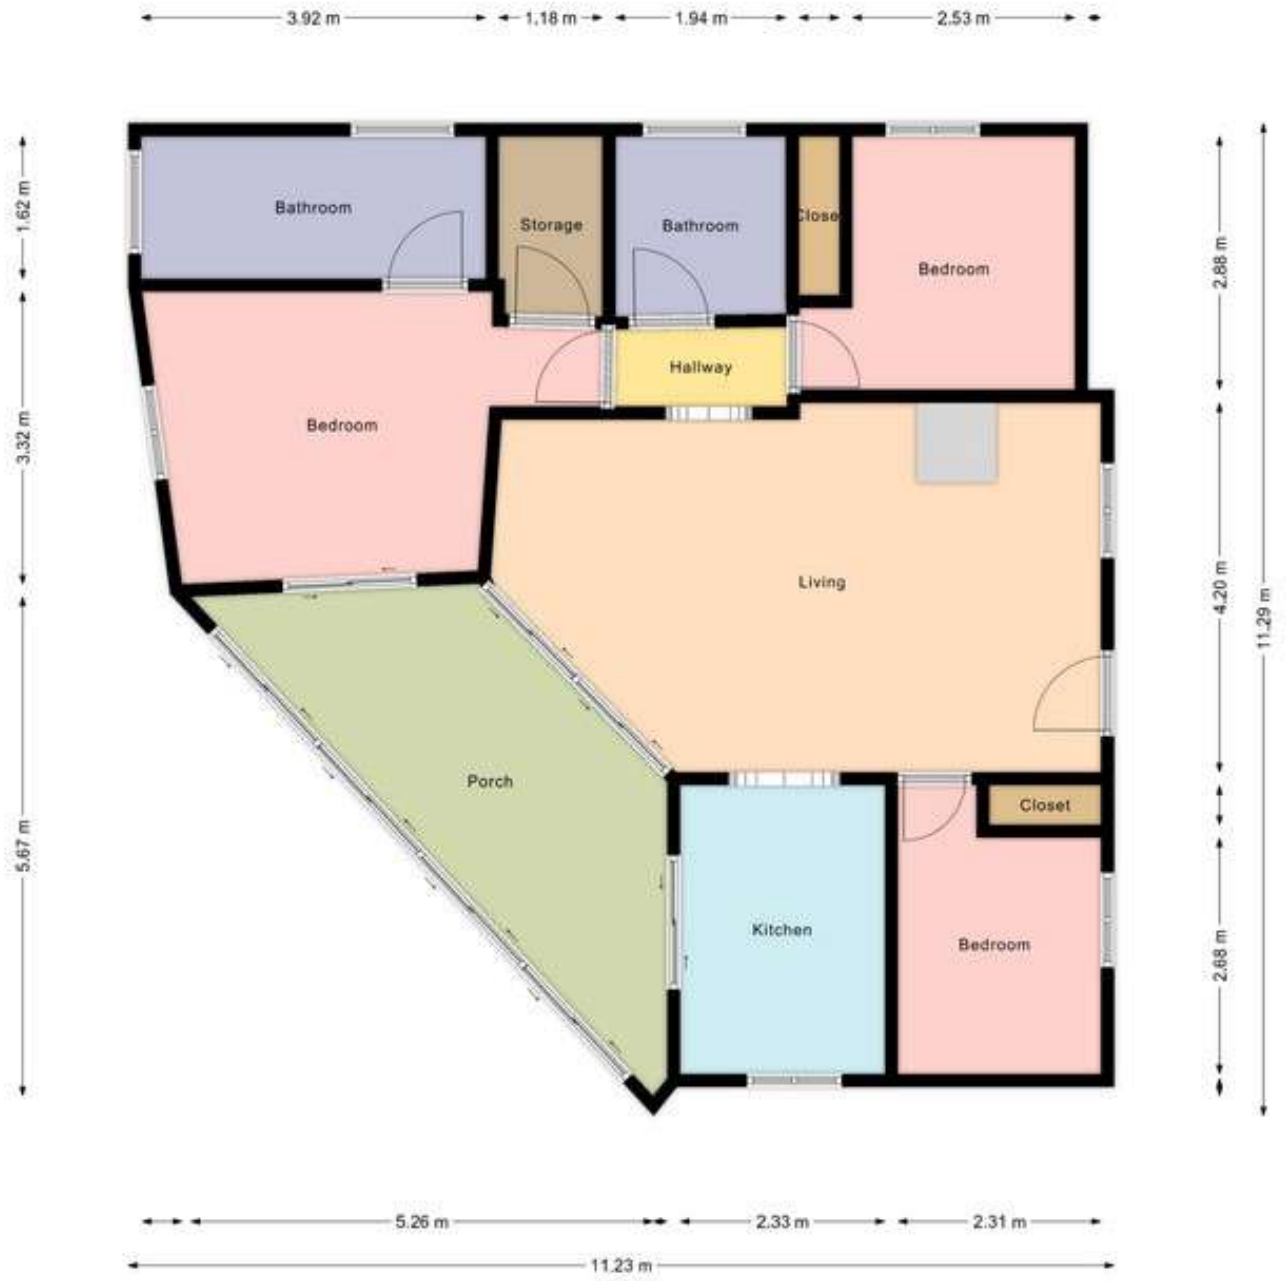 3.92 m
1.18 m
1.94 m
2.53 m
1.62 m
Bathroom
Storage
Bathroom
Close
Bedroom
2.88 m
Hallway
3.32 m
Bedroom
Living
4.20 m
11.29 m
Porch
Closet
5.67 m
Kitchen
Bedroom
2.68 m
5.26 m
2.33 m
2.31 m
11.23 m